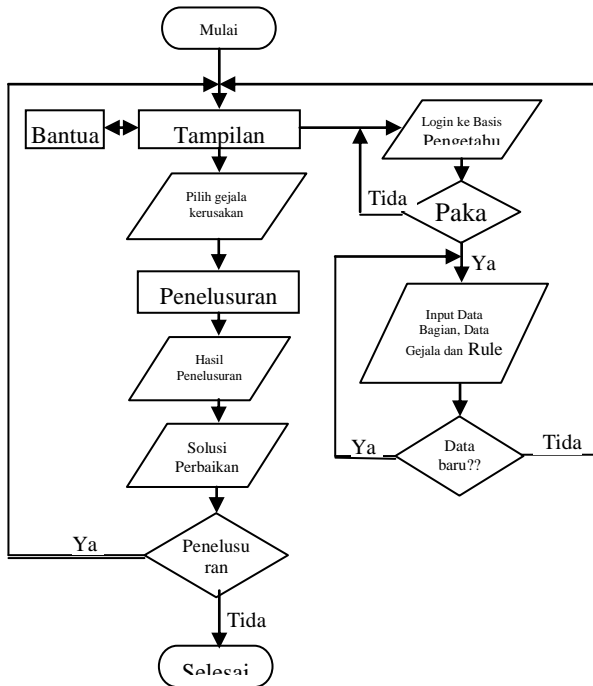 Mulai
Bantua
Tampilan
Login ke Basis
Pengetahu
Pilih gejala
kerusakan
Tida
Paka
Ya
Penelusuran
Input Data
Bagian, Data
Gejala dan Rule
Hasil
Penelusuran
Solusi
Perbaikan
Ya
Data
baru??
Tida
Ya
Penelusu
ran
Tida
Selesai